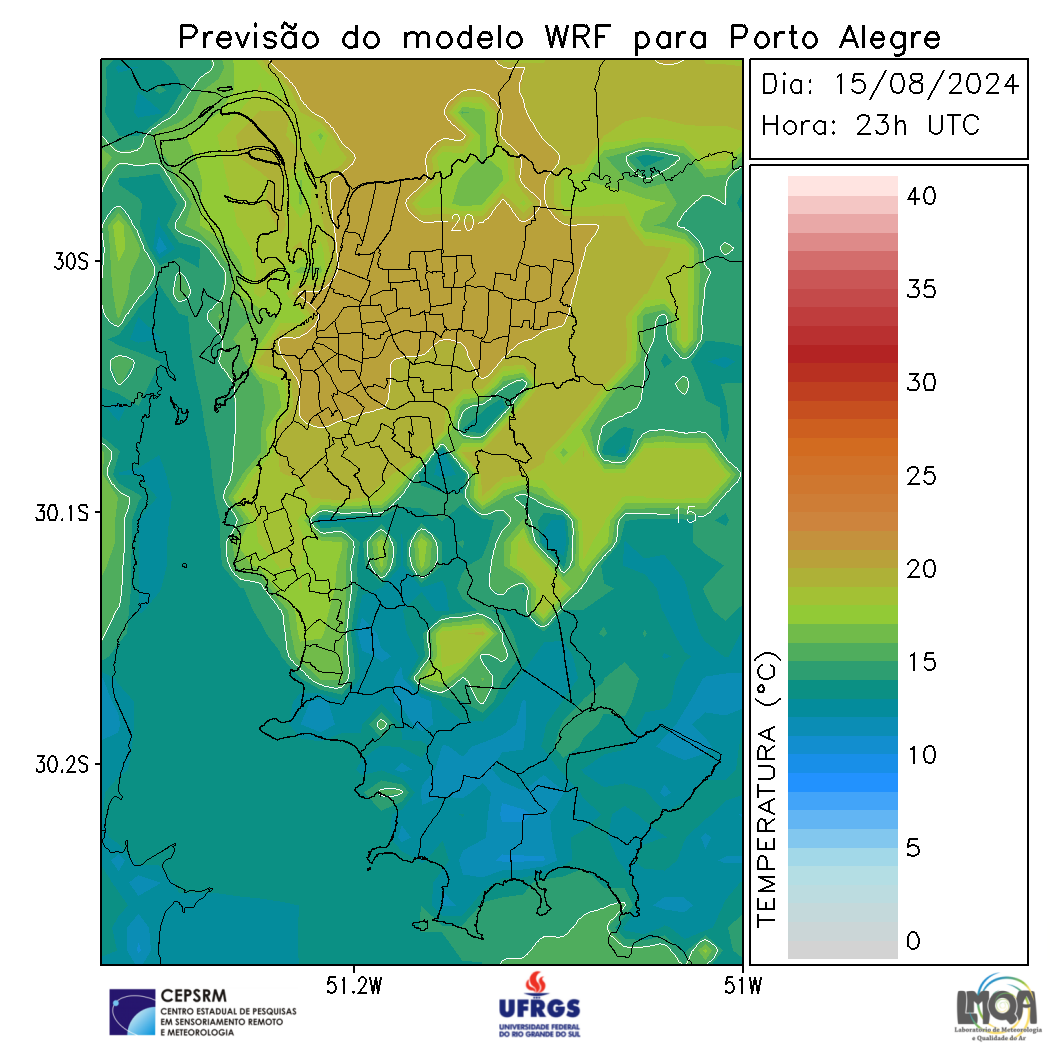 Previsão do modelo WRF para Porto Alegre
Dia: 15/08/2024
Hora: 23h UTC
30S
30.1S
30.2S
51.2W
51W
20
15
TEMPERATURA (°C)
40
35
30
25
20
15
10
5
0
CEPSRM
CENTRO ESTADUAL DE PESQUISAS
EM SENSORIAMENTO REMOTO
E METEOROLOGIA
UFRGS
UNIVERSIDADE FEDERAL
DO RIO GRANDE DO SUL
LMQA
Laboratório de Meteorologia
e Qualidade do Ar